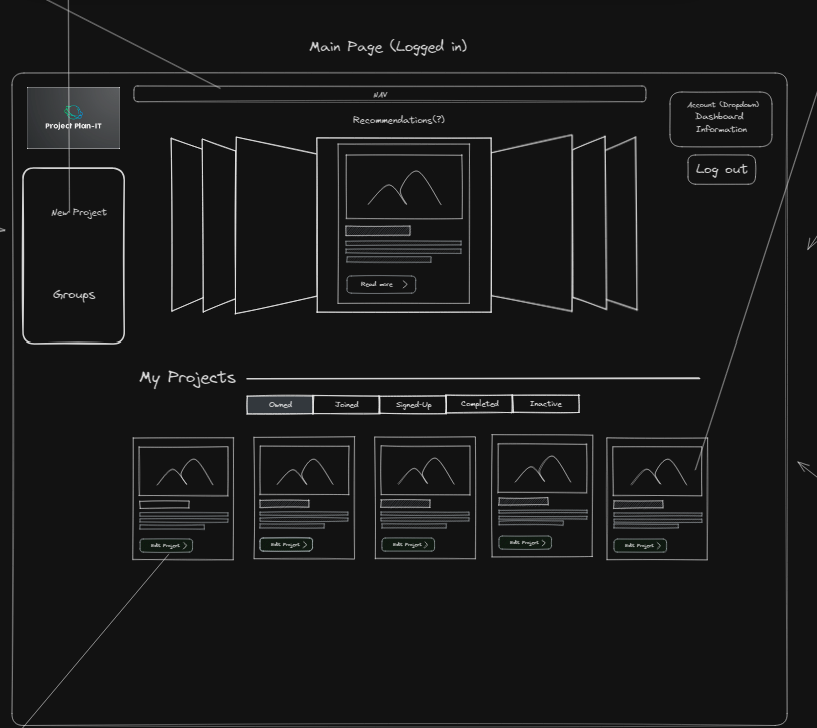 Main Page (Logged in)
NAV
Project Plan-IT
Account (Dropdown)
Dashboard
Information
Recommendations(?)
Log out
New Project
Groups
Read more
My Projects
Owned
Joined
Signed-Up
Completed
Inactive
Edit Project
Edit Project
Edit Project
Edit Project
Edit Project